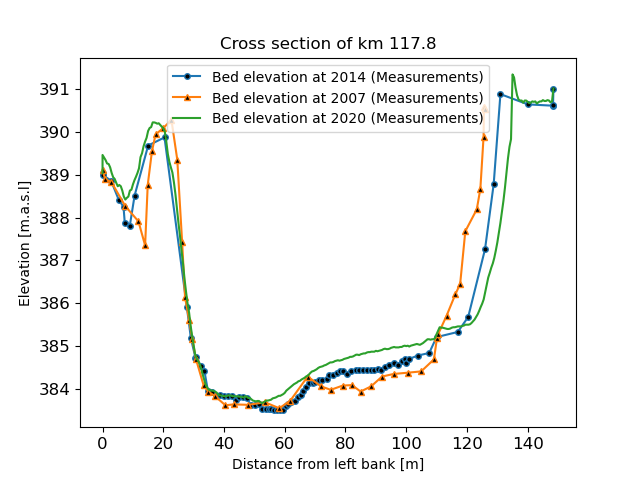 Cross section of km 117.8
Bed elevation at 2014 (Measurements)
Bed elevation at 2007 (Measurements)
Bed elevation at 2020 (Measurements)
Elevation [m.a.s.l]
391
390
389
388
387
386
385
384
0 20 40 60 80 100 120 140
Distance from left bank [m]